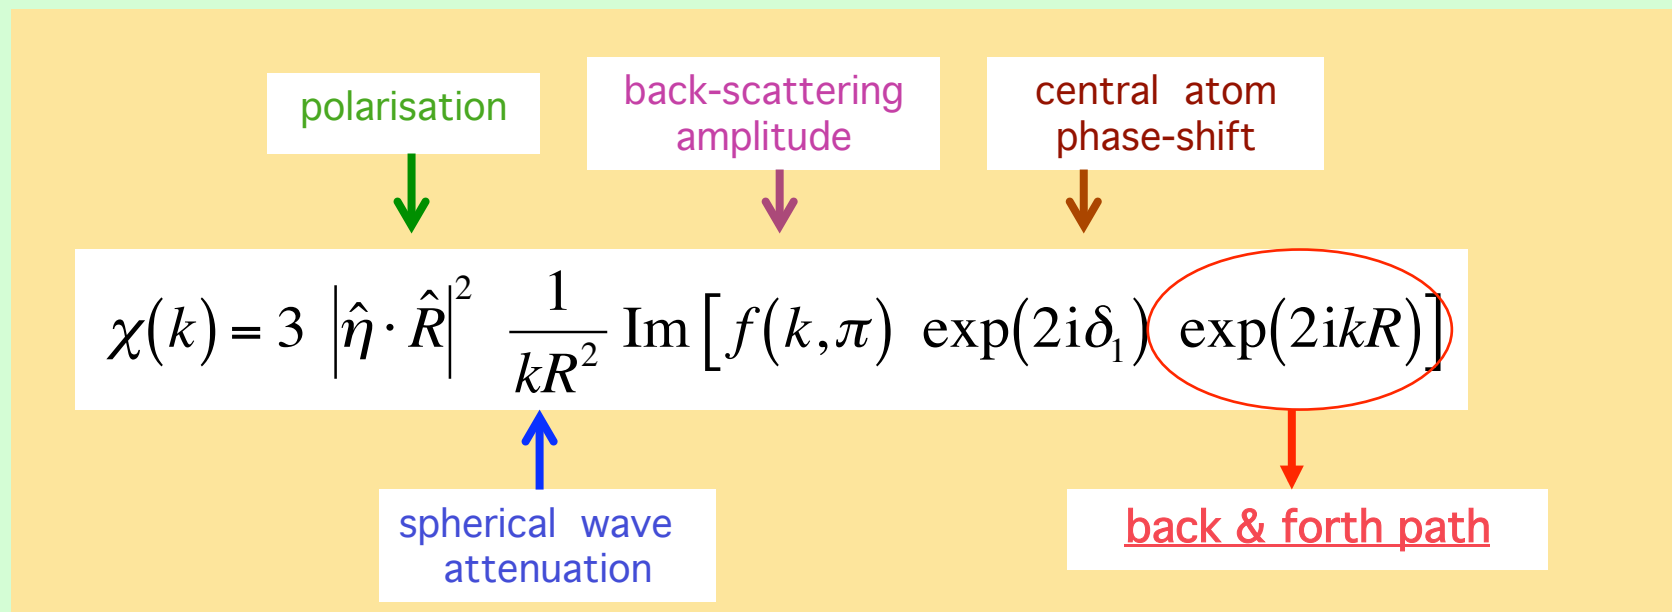 polarisation
back-scattering
amplitude
central atom
phase-shift
χ(k) = 3 |η̂ · R̂|² 1/kR² Im [f(k,π) exp(2iδ₁) exp(2ikR)]
spherical wave
attenuation
back & forth path